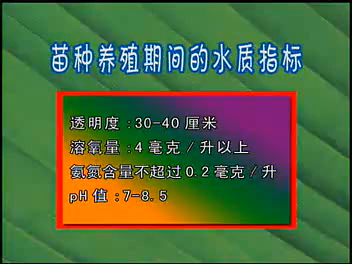 苗种养殖期间的水质指标
透明度:30-40 厘米
溶氧量:4 毫克/升以上
氨氮含量不超过 0.2 毫克/升
pH 值:7-8.5